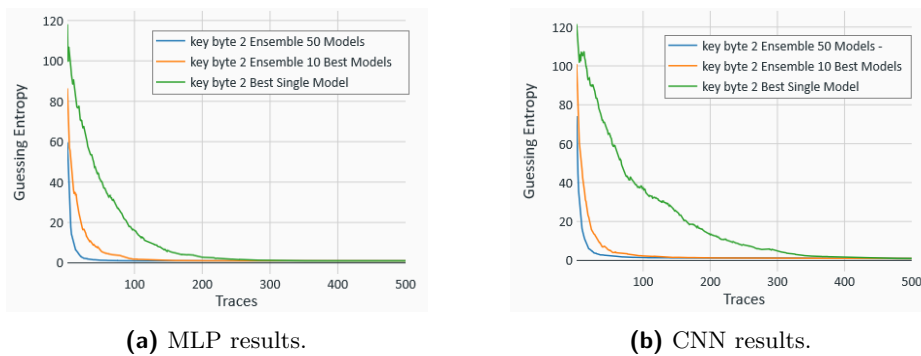 120
100
80
60
40
20
0
Guessing Entropy
key byte 2 Ensemble 50 Models
key byte 2 Ensemble 10 Best Models
key byte 2 Best Single Model
100
200
300
400
500
Traces
(a) MLP results.
120
100
80
60
40
20
0
Guessing Entropy
key byte 2 Ensemble 50 Models -
key byte 2 Ensemble 10 Best Models
key byte 2 Best Single Model
100
200
300
400
500
Traces
(b) CNN results.